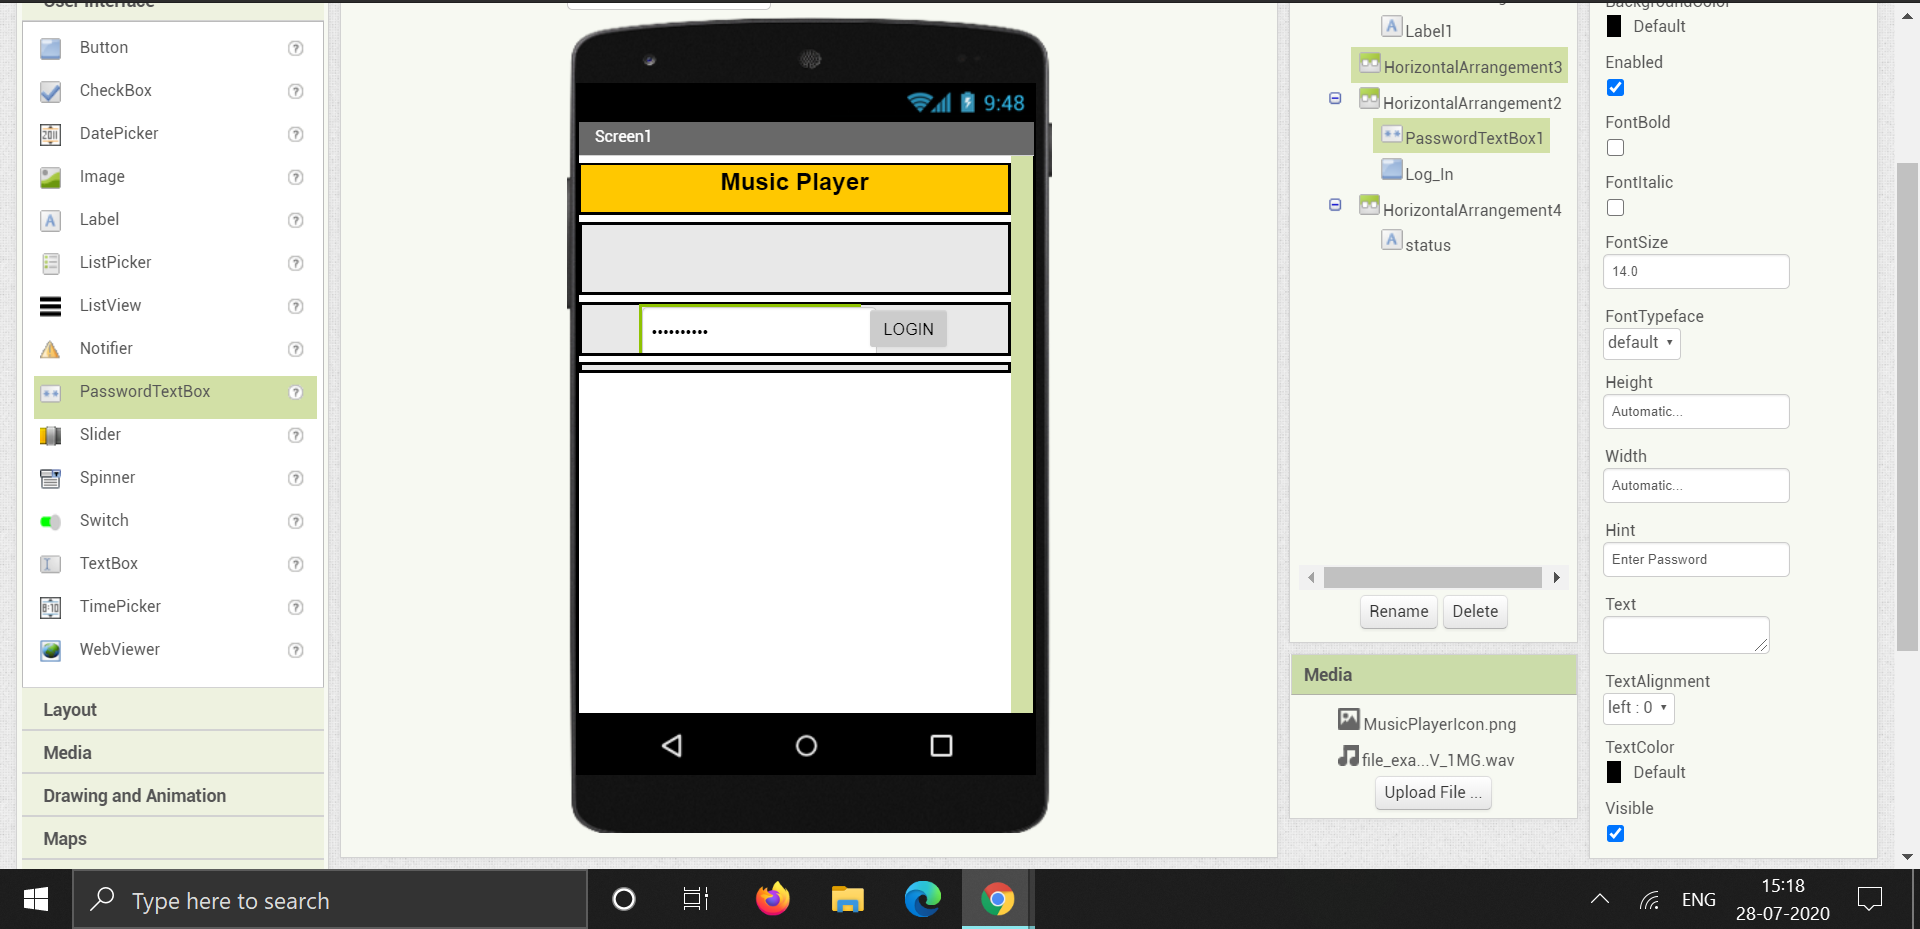 User Interface
Button
CheckBox
DatePicker
Image
Label
ListPicker
ListView
Notifier
PasswordTextBox
Slider
Spinner
Switch
TextBox
TimePicker
WebViewer
Layout
Media
Drawing and Animation
Maps
9:48
Screen1
Music Player
••••••••••
LOGIN
Label1
HorizontalArrangement3
HorizontalArrangement2
PasswordTextBox1
Log_In
HorizontalArrangement4
status
Rename
Delete
Media
MusicPlayerIcon.png
file_exa...V_1MG.wav
Upload File ...
BackgroundColor
Default
Enabled
FontBold
FontItalic
FontSize
14.0
FontTypeface
default
Height
Automatic...
Width
Automatic...
Hint
Enter Password
Text
TextAlignment
left : 0
TextColor
Default
Visible
Type here to search
ENG
15:18
28-07-2020